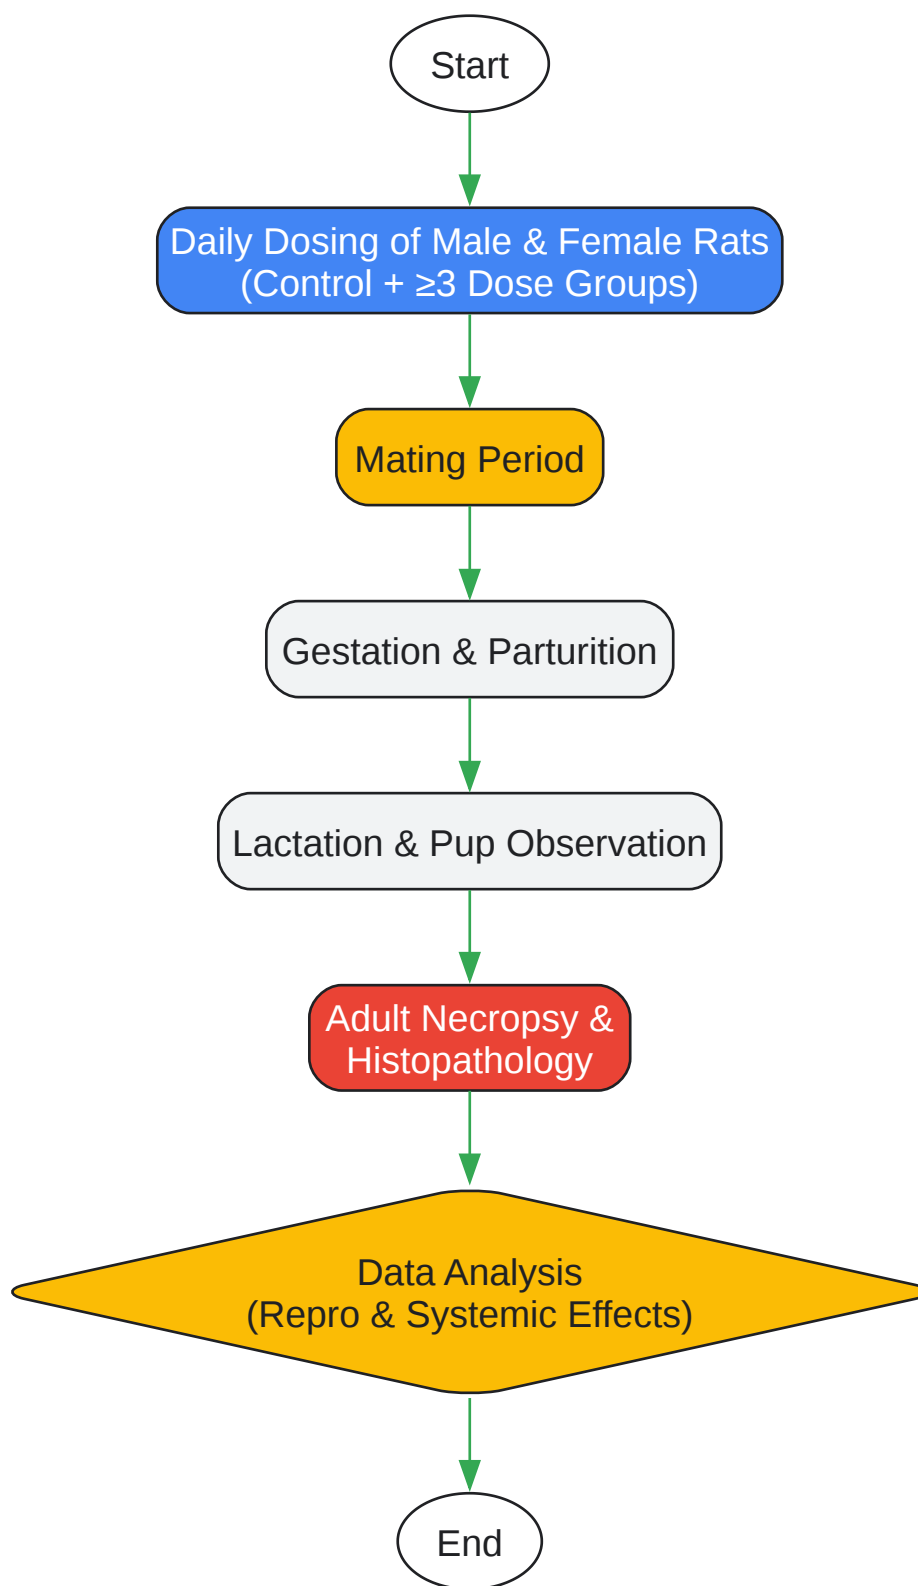 Start
Daily Dosing of Male & Female Rats
(Control + ≥3 Dose Groups)
Mating Period
Gestation & Parturition
Lactation & Pup Observation
Adult Necropsy &
Histopathology
Data Analysis
(Repro & Systemic Effects)
End